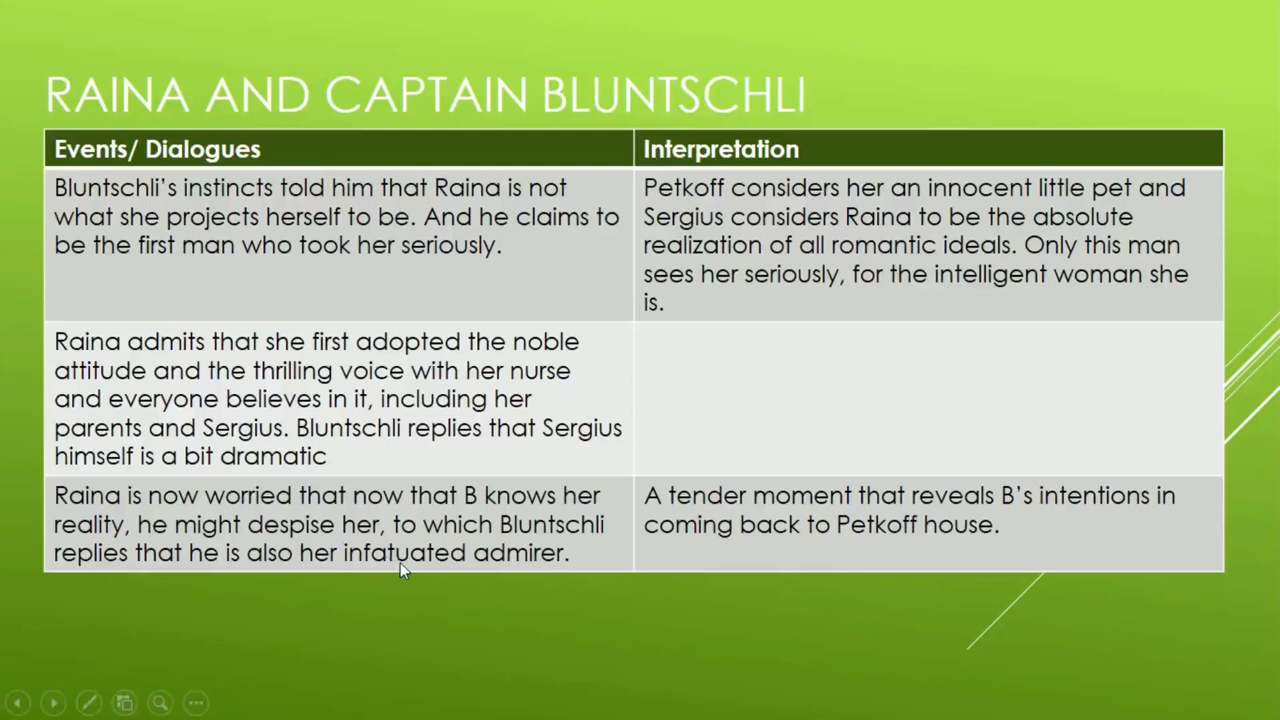 RAINA AND CAPTAIN BLUNTSCHLI
Events/ Dialogues
Interpretation
Bluntschli's instincts told him that Raina is not
what she projects herself to be. And he claims to
be the first man who took her seriously.
Petkoff considers her an innocent little pet and
Sergius considers Raina to be the absolute
realization of all romantic ideals. Only this man
sees her seriously, for the intelligent woman she
is.
Raina admits that she first adopted the noble
attitude and the thrilling voice with her nurse
and everyone believes in it, including her
parents and Sergius. Bluntschli replies that Sergius
himself is a bit dramatic
Raina is now worried that now that B knows her
reality, he might despise her, to which Bluntschli
replies that he is also her infatuated admirer.
A tender moment that reveals B's intentions in
coming back to Petkoff house.